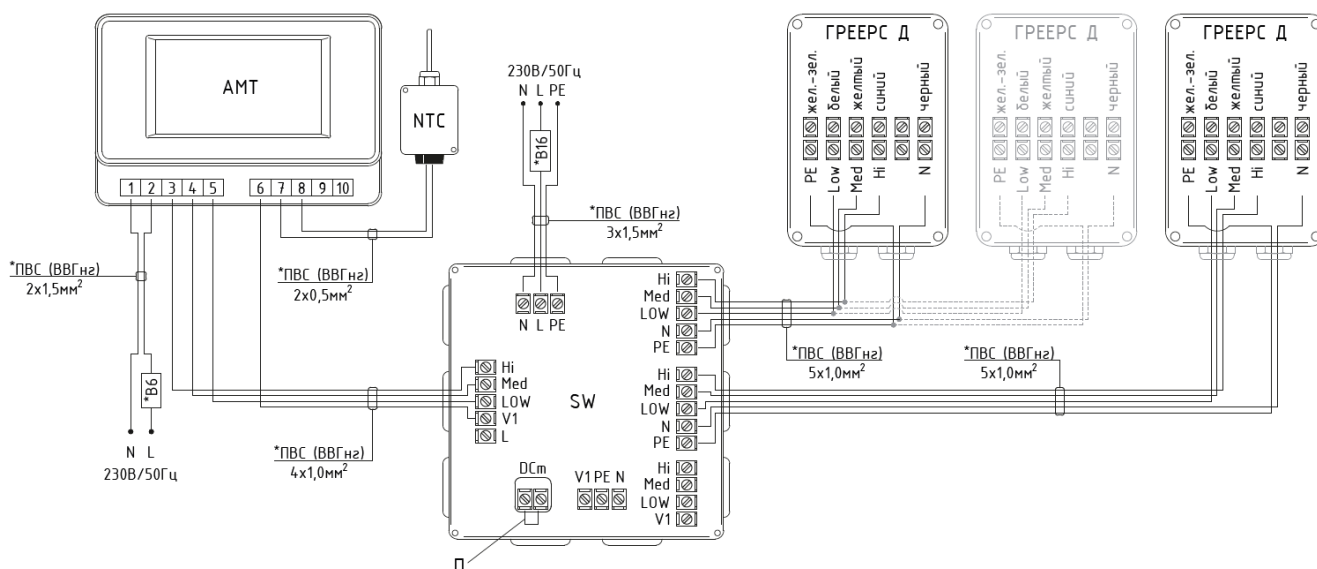 АМТ
1 2 3 4 5
6 7 8 9 10
NTC
*ПВС (ВВГнг)
2х1,5мм²
*ПВС (ВВГнг)
2х0,5мм²
*В6
N L
230В/50Гц
*ПВС (ВВГнг)
4х1,0мм²
230В/50Гц
N L PE
*В16
*ПВС (ВВГнг)
3х1,5мм²
N L PE
Hi
Med
LOW
V1
L
SW
DCm
П
V1 PE N
Hi
Med
LOW
N
PE
Hi
Med
LOW
N
PE
Hi
Med
LOW
V1
*ПВС (ВВГнг)
5х1,0мм²
*ПВС (ВВГнг)
5х1,0мм²
ГРЕЕРС Д
жел.-зел.
белый
желтый
синий
черный
PE
Low
Med
Hi
N
ГРЕЕРС Д
жел.-зел.
белый
желтый
синий
черный
PE
Low
Med
Hi
N
ГРЕЕРС Д
жел.-зел.
белый
желтый
синий
черный
PE
Low
Med
Hi
N